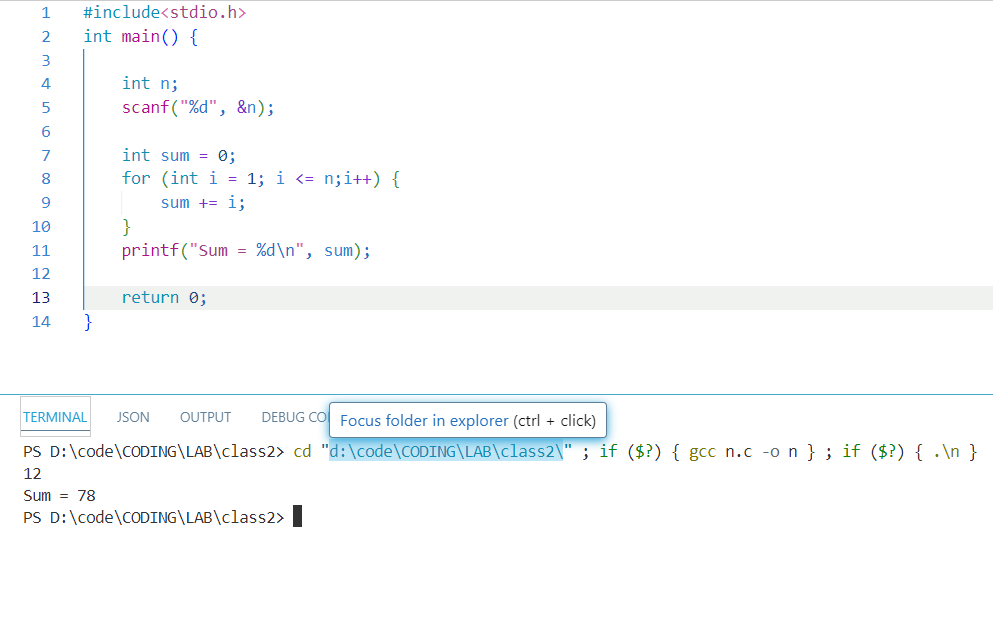 1 #include<stdio.h>
2 int main() {
3
4 int n;
5 scanf("%d", &n);
6
7 int sum = 0;
8 for (int i = 1; i <= n;i++) {
9 sum += i;
10 }
11 printf("Sum = %d\n", sum);
12
13 return 0;
14 }
TERMINAL JSON OUTPUT DEBUG CO
Focus folder in explorer (ctrl + click)
PS D:\code\CODING\LAB\class2> cd "d:\code\CODING\LAB\class2\" ; if ($?) { gcc n.c -o n } ; if ($?) { .\n }
12
Sum = 78
PS D:\code\CODING\LAB\class2>